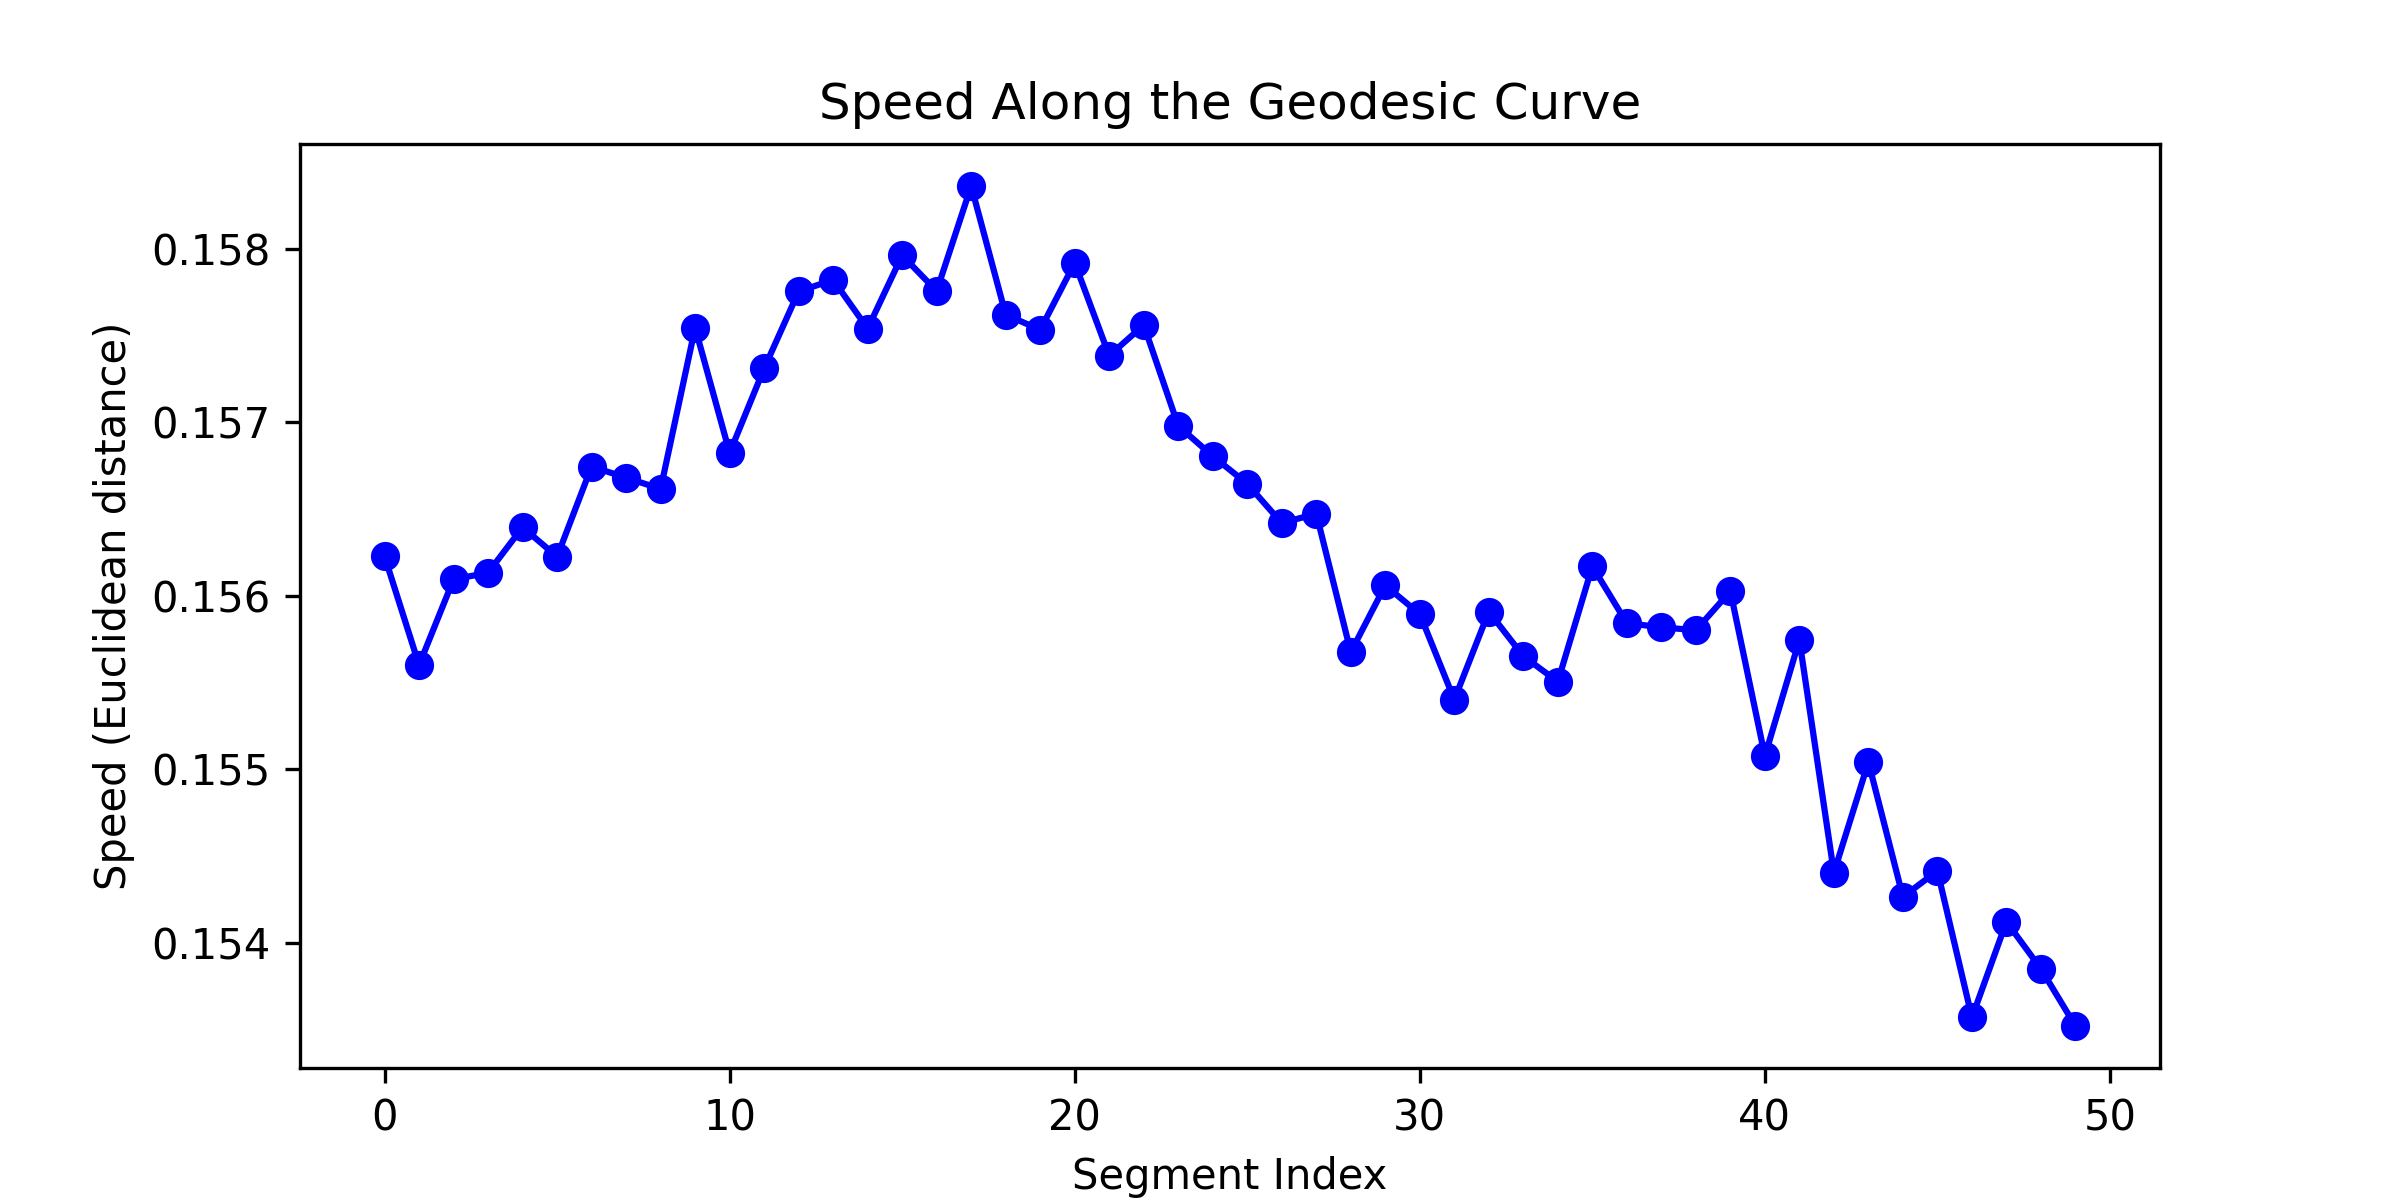 Speed Along the Geodesic Curve
Speed (Euclidean distance)
0.158
0.157
0.156
0.155
0.154
0 10 20 30 40 50
Segment Index